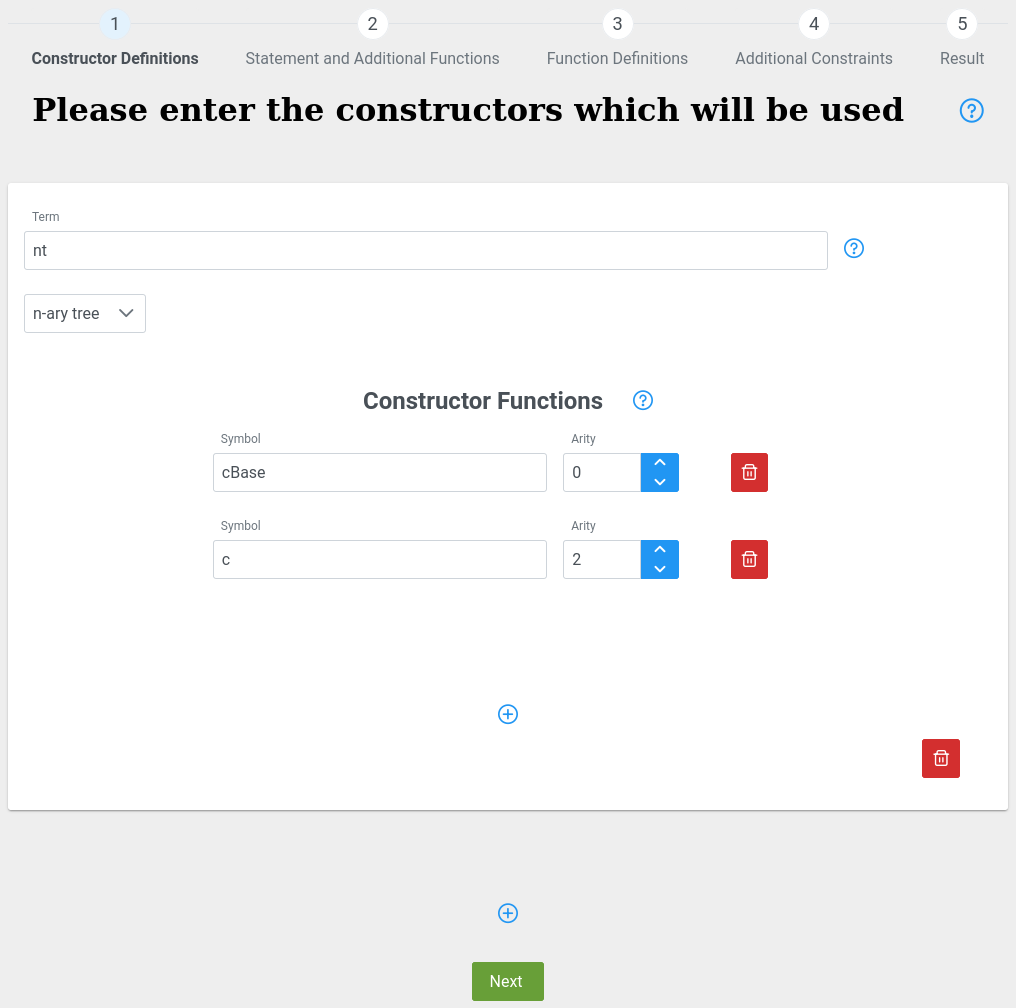 1 2 3 4 5
Constructor Definitions Statement and Additional Functions Function Definitions Additional Constraints Result
Please enter the constructors which will be used
Term
nt
n-ary tree
Constructor Functions
Symbol Arity
cBase 0
Symbol Arity
c 2
Next